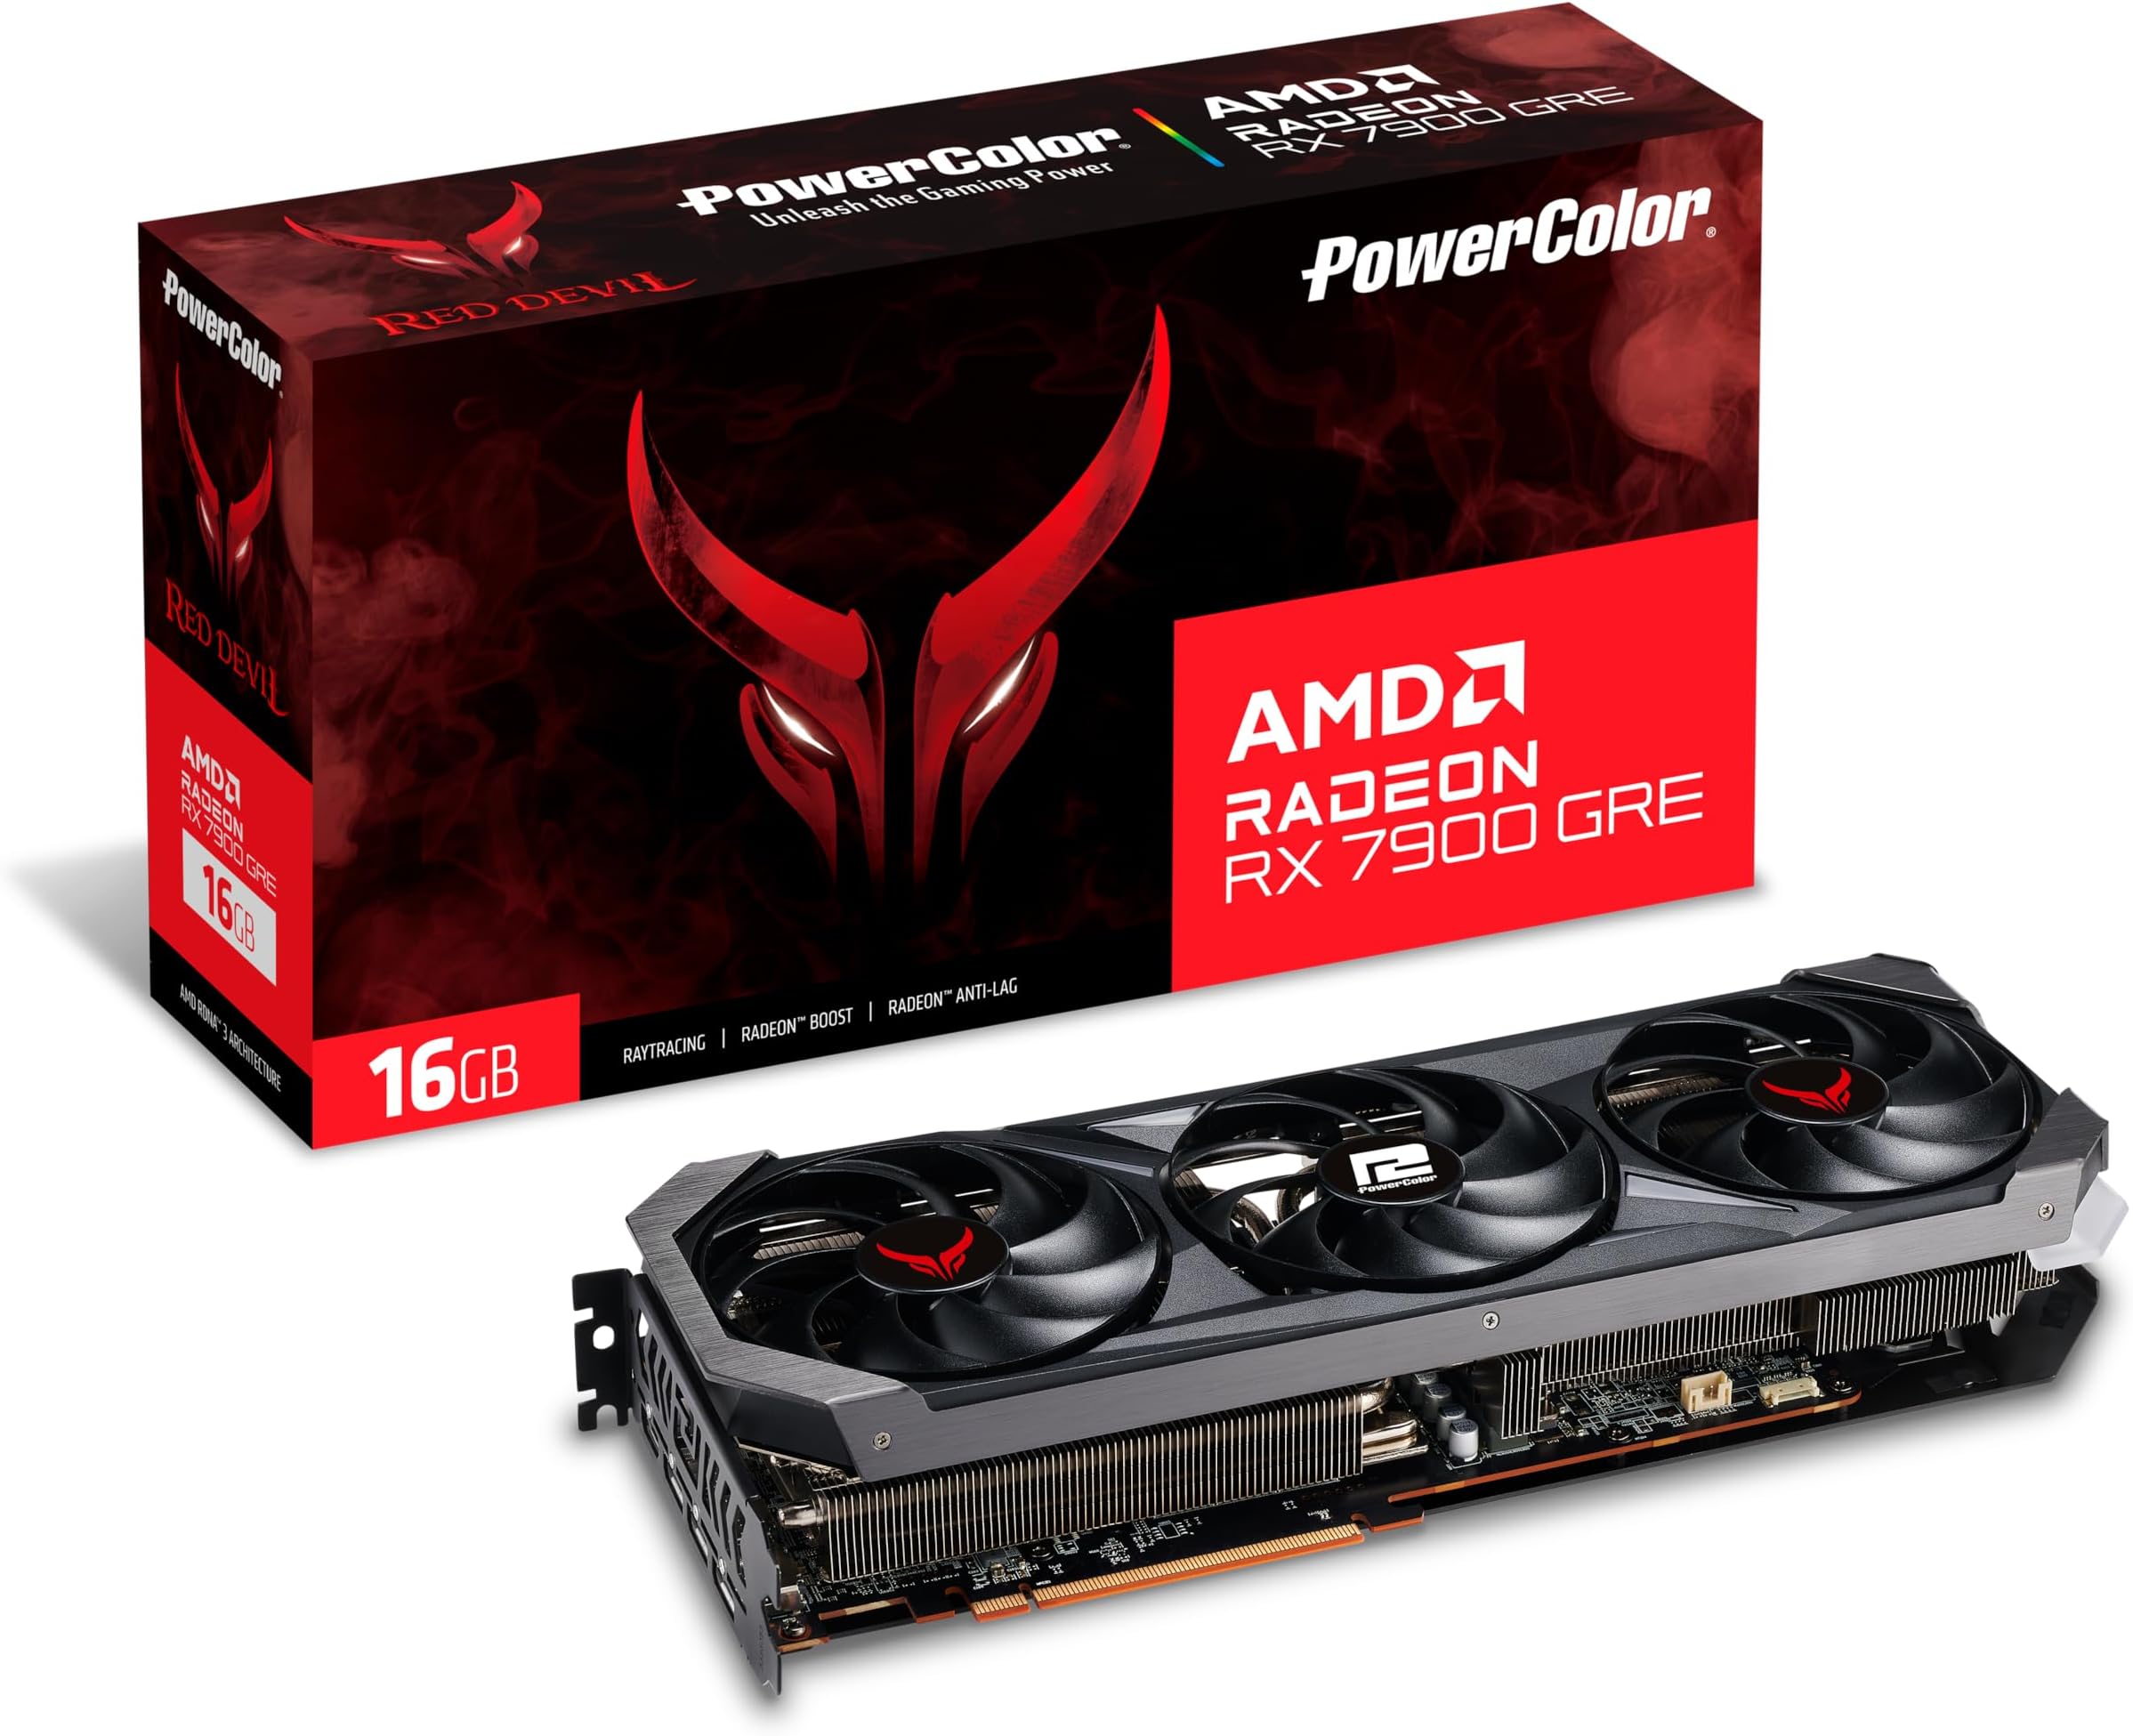 PowerColor®
Unleash the Gaming Power
AMD
RADEON
RX 7900 GRE
RED DEVIL
PowerColor®
RED DEVIL
AMD
RADEON
RX 7900 GRE
16GB
AMD RDNA™ 3 ARCHITECTURE
PowerColor®
AMD
RADEON
RX 7900 GRE
16GB
RAYTRACING | RADEON™ BOOST | RADEON™ ANTI-LAG
PowerColor